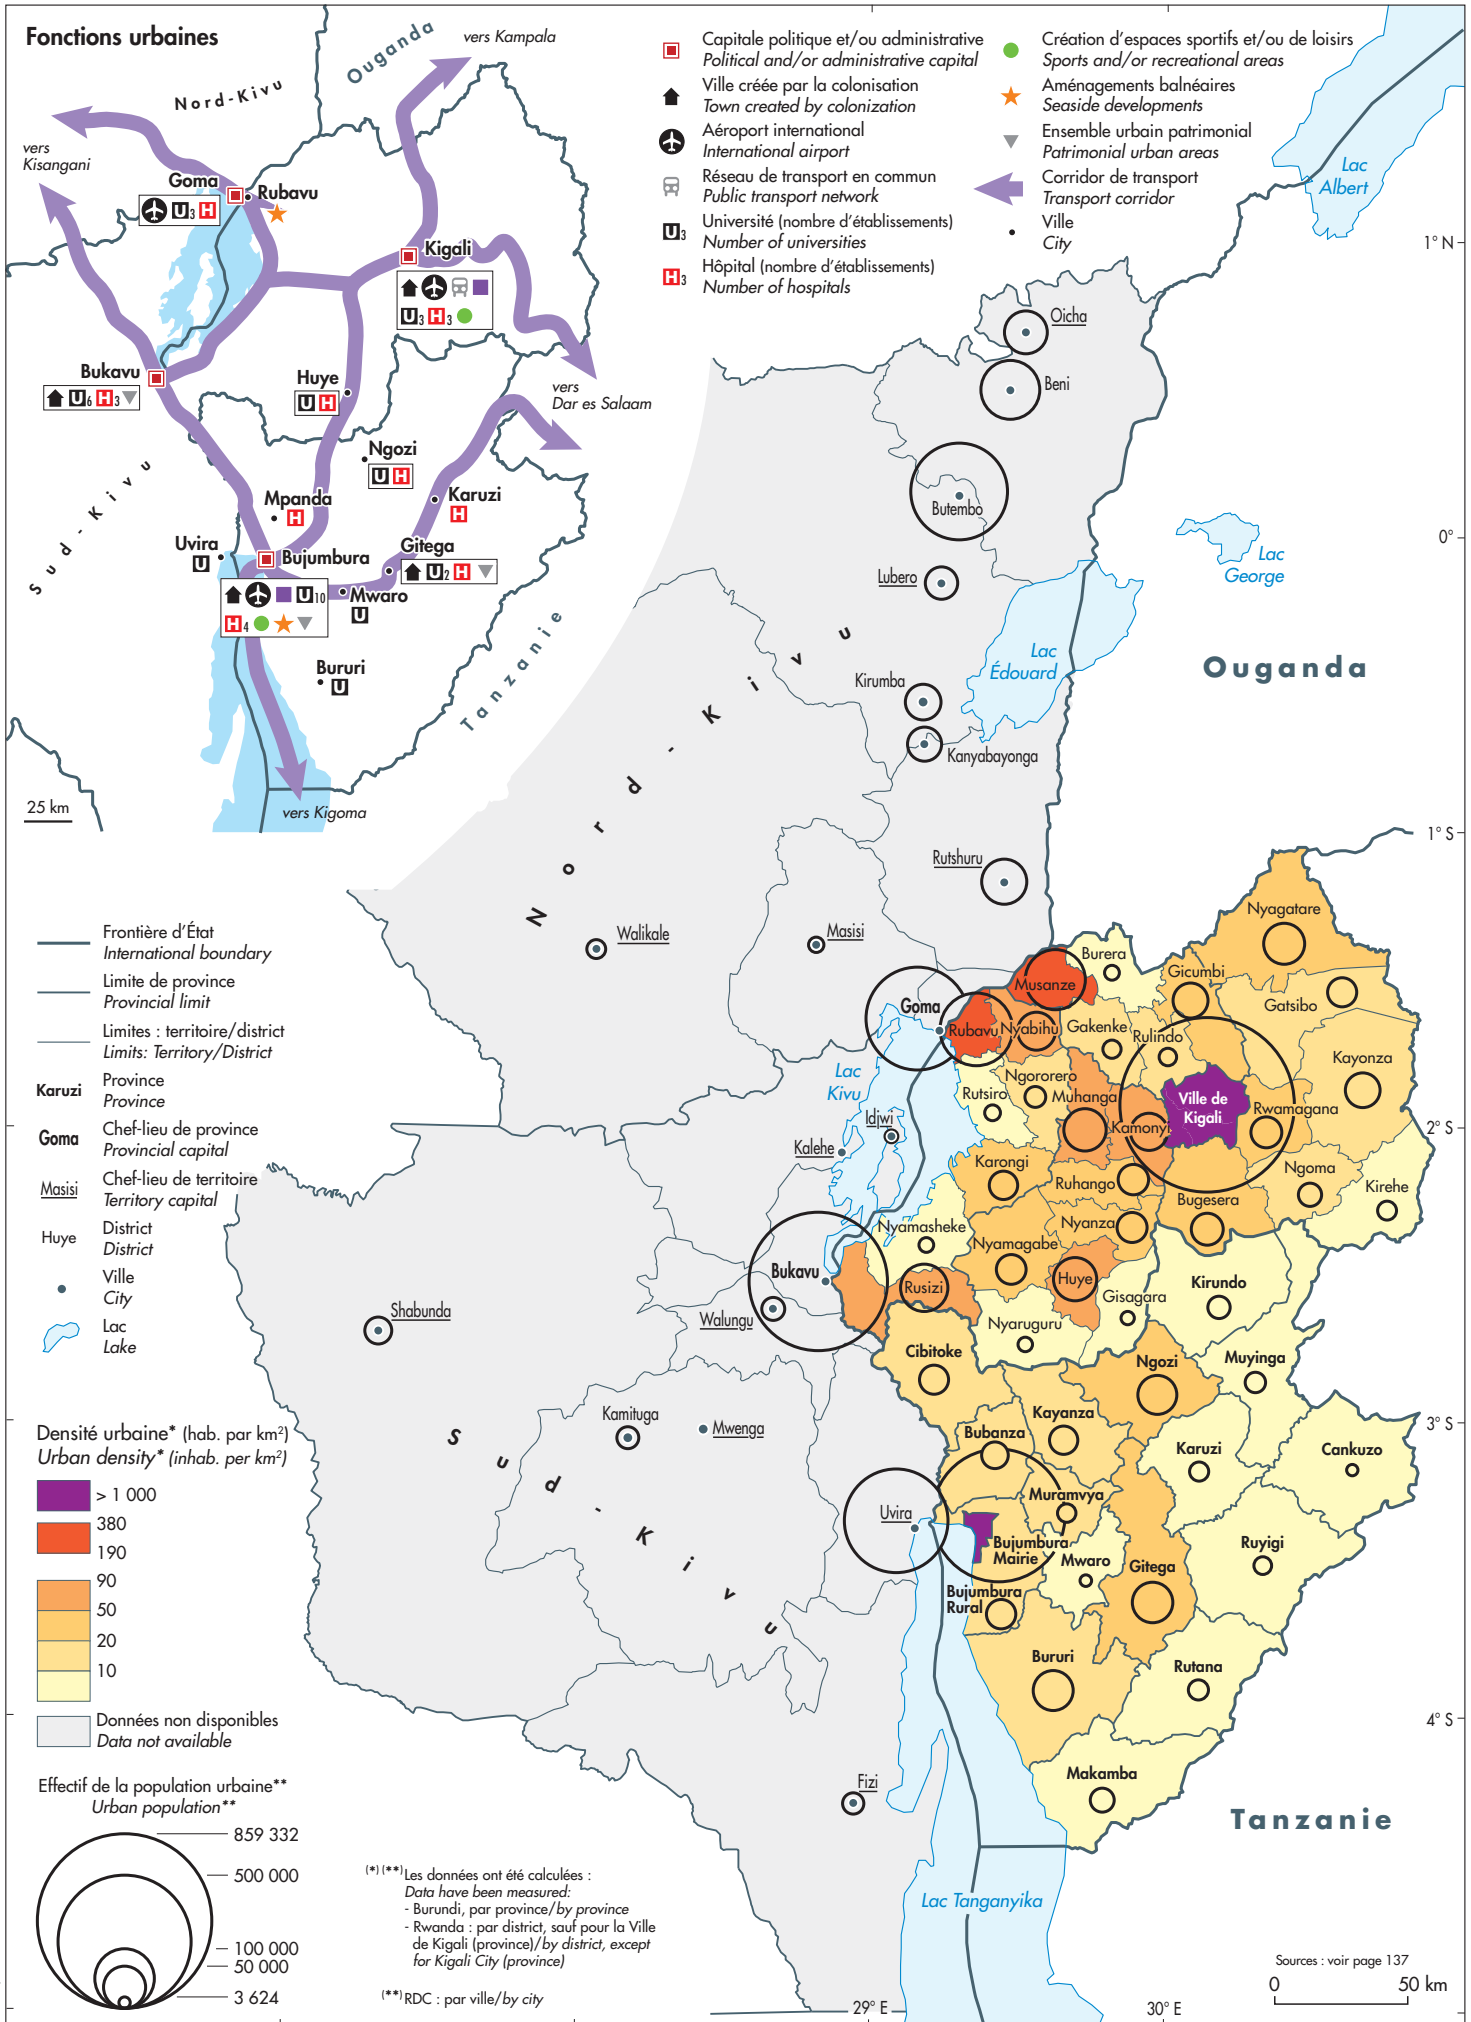 Fonctions urbaines
Ouganda
vers Kampala
Nord-Kivu
vers
Kisangani
Goma
Rubavu
U3 H
Kigali
U3 H3
Bukavu
U6 H3
Huye
U H
vers
Dar es Salaam
Ngozi
U H
Sud-Kivu
Mpanda
H
Karuzi
H
Uvira
U
Bujumbura
Gitega
U2 H
U10
H4
Mwaro
U
Bururi
U
Tanzanie
25 km
vers Kigoma
Capitale politique et/ou administrative
Political and/or administrative capital
Ville créée par la colonisation
Town created by colonization
Aéroport international
International airport
Réseau de transport en commun
Public transport network
U3 Université (nombre d'établissements)
Number of universities
H3 Hôpital (nombre d'établissements)
Number of hospitals
Création d'espaces sportifs et/ou de loisirs
Sports and/or recreational areas
Aménagements balnéaires
Seaside developments
Ensemble urbain patrimonial
Patrimonial urban areas
Corridor de transport
Transport corridor
Ville
City
Lac
Albert
1° N
Oicha
Beni
Butembo
0°
Lac
George
Lubero
Lac
Édouard
Ouganda
Nord-Kivu
Kirumba
Kanyabayonga
1° S
Rutshuru
Walikale
Masisi
Nyagatare
Burera
Gicumbi
Musanze
Gatsibo
Goma
Rubavu
Nyabihu
Gakenke
Rulindo
Kayonza
Lac
Kivu
Rutsiro
Ngororero
Muhanga
Ville de
Kigali
Rwamagana
Kamonyi
2° S
Idjwi
Kalehe
Karongi
Ruhango
Ngoma
Kirehe
Bugesera
Nyamasheke
Nyanza
Nyamagabe
Bukavu
Rusizi
Huye
Kirundo
Gisagara
Walungu
Nyaruguru
Shabunda
Cibitoke
Ngozi
Muyinga
Kamituga
Mwenga
Kayanza
Bubanza
3° S
Karuzi
Cankuzo
Sud-Kivu
Muramvya
Uvira
Bujumbura
Mairie
Mwaro
Gitega
Ruyigi
Bujumbura
Rural
Bururi
Rutana
4° S
Makamba
Fizi
Tanzanie
Lac Tanganyika
29° E
30° E
Sources : voir page 137
0 50 km
Frontière d'État
International boundary
Limite de province
Provincial limit
Limites : territoire/district
Limits: Territory/District
Karuzi Province
Province
Goma Chef-lieu de province
Provincial capital
Masisi Chef-lieu de territoire
Territory capital
Huye District
District
Ville
City
Lac
Lake
Densité urbaine* (hab. par km²)
Urban density* (inhab. per km²)
> 1 000
380
190
90
50
20
10
Données non disponibles
Data not available
Effectif de la population urbaine**
Urban population**
859 332
500 000
100 000
50 000
3 624
(*)(**)Les données ont été calculées :
Data have been measured:
- Burundi, par province/by province
- Rwanda : par district, sauf pour la Ville
de Kigali (province)/by district, except
for Kigali City (province)
(**) RDC : par ville/by city